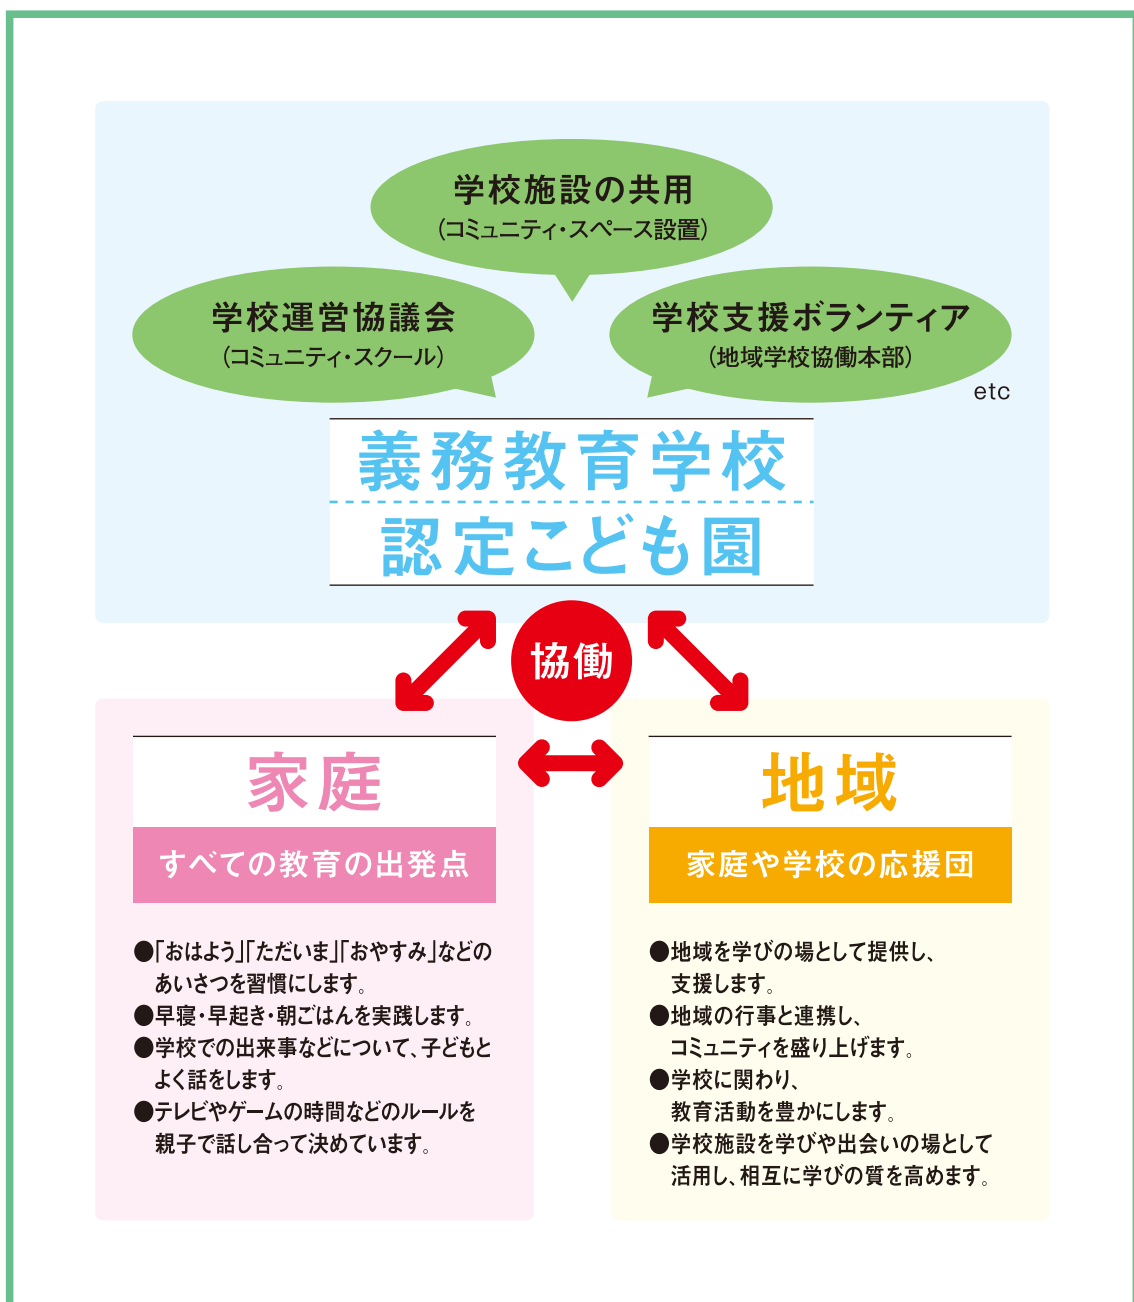 学校施設の共用
(コミュニティ・スペース設置)
学校運営協議会
(コミュニティ・スクール)
学校支援ボランティア
(地域学校協働本部)
etc
義務教育学校
認定こども園
協働
家庭
すべての教育の出発点
●「おはよう」「ただいま」「おやすみ」などの
あいさつを習慣にします。
●早寝・早起き・朝ごはんを実践します。
●学校での出来事などについて、子どもと
よく話をします。
●テレビやゲームの時間などのルールを
親子で話し合って決めています。
地域
家庭や学校の応援団
●地域を学びの場として提供し、
支援します。
●地域の行事と連携し、
コミュニティを盛り上げます。
●学校に関わり、
教育活動を豊かにします。
●学校施設を学びや出会いの場として
活用し、相互に学びの質を高めます。